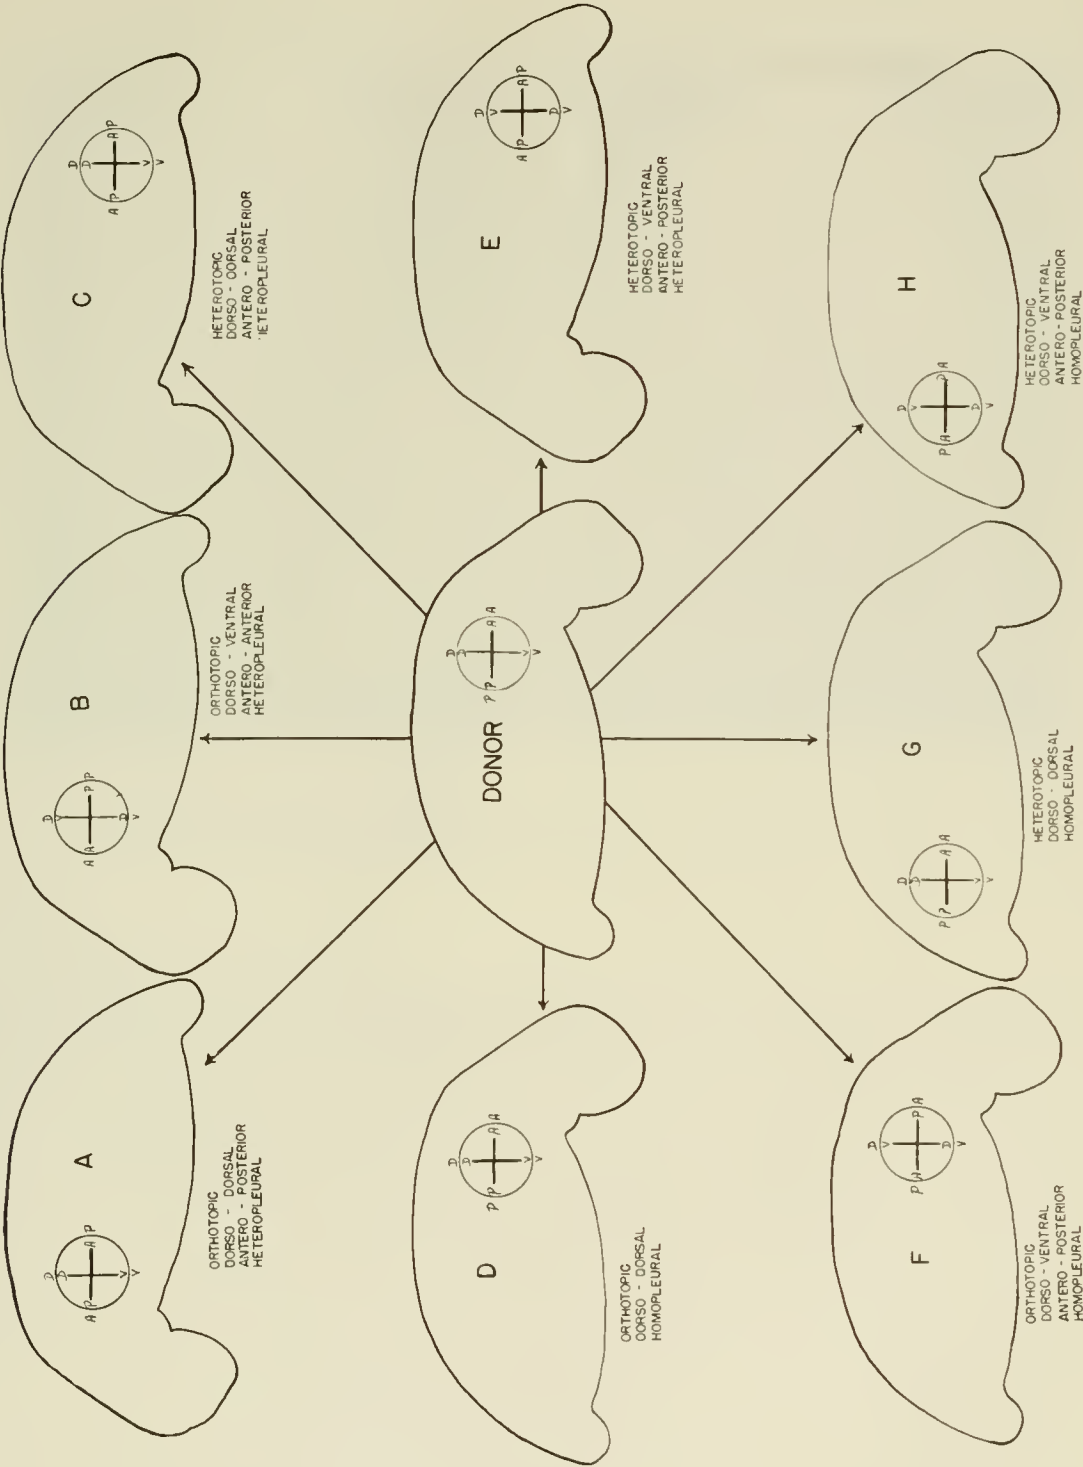 A
D
D
A P A P
V
V
ORTHOTOPIC
DORSO - DORSAL
ANTERO - POSTERIOR
HETEROPLEURAL
B
D
V
A A P P
D
V
ORTHOTOPIC
DORSO - VENTRAL
ANTERO - ANTERIOR
HETEROPLEURAL
C
D
D
A P A P
V
V
HETEROTOPIC
DORSO - DORSAL
ANTERO - POSTERIOR
HETEROPLEURAL
D
D
D
P P A A
V
V
ORTHOTOPIC
DORSO - DORSAL
HOMOPLEURAL
DONOR
D
D
P P A A
V
V
E
D
V
A P A P
D
V
HETEROTOPIC
DORSO - VENTRAL
ANTERO - POSTERIOR
HETEROPLEURAL
F
D
V
P A P A
D
V
ORTHOTOPIC
DORSO - VENTRAL
ANTERO - POSTERIOR
HOMOPLEURAL
G
D
D
P P A A
V
V
HETEROTOPIC
DORSO - DORSAL
HOMOPLEURAL
H
D
V
P A P A
D
V
HETEROTOPIC
DORSO - VENTRAL
ANTERO - POSTERIOR
HOMOPLEURAL